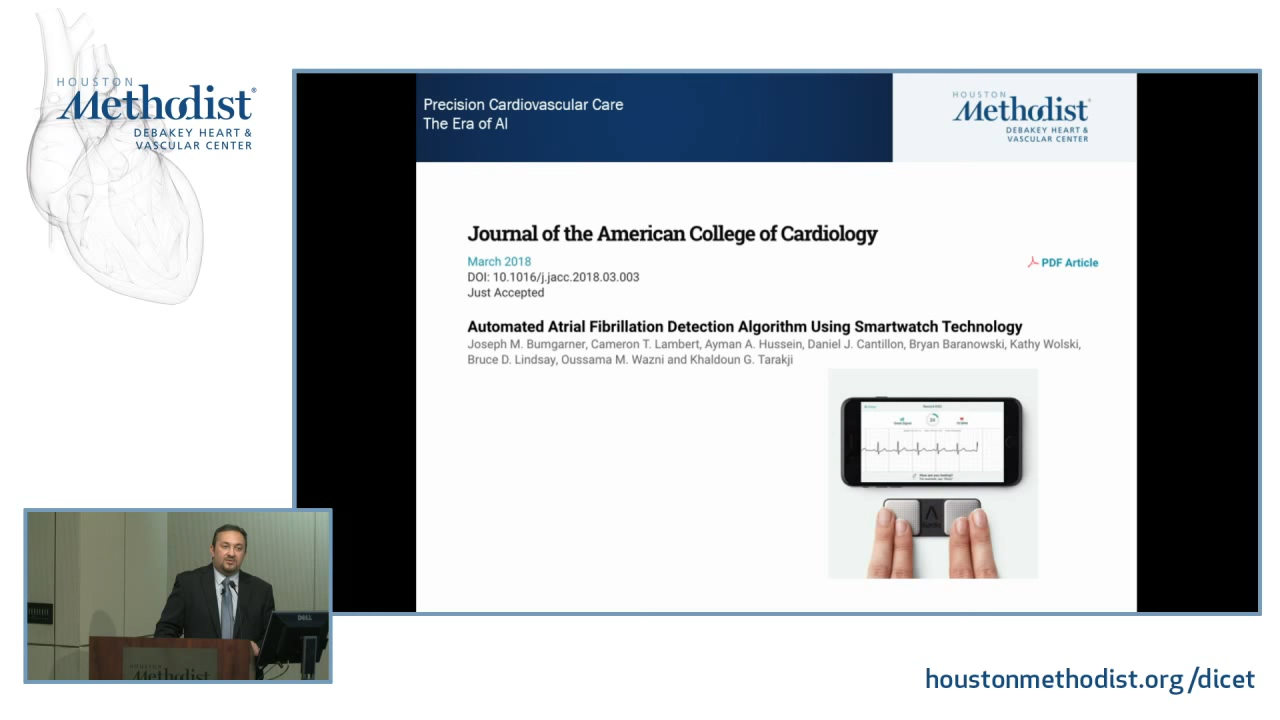 HOUSTON
Methodist®
DEBAKEY HEART &
VASCULAR CENTER
Precision Cardiovascular Care
The Era of AI
HOUSTON
Methodist®
DEBAKEY HEART &
VASCULAR CENTER
Journal of the American College of Cardiology
March 2018
DOI: 10.1016/j.jacc.2018.03.003
Just Accepted
PDF Article
Automated Atrial Fibrillation Detection Algorithm Using Smartwatch Technology
Joseph M. Bumgarner, Cameron T. Lambert, Ayman A. Hussein, Daniel J. Cantillon, Bryan Baranowski, Kathy Wolski,
Bruce D. Lindsay, Oussama M. Wazni and Khaldoun G. Tarakji
DELL
HOUSTON
Methodist
houstonmethodist.org/dicet